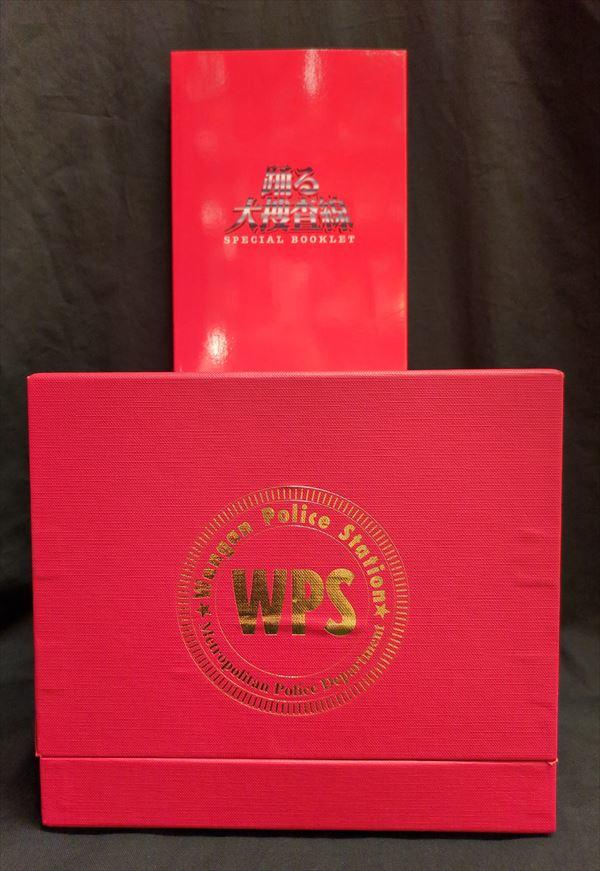 踊る
大捜査線
SPECIAL BOOKLET
★Wangan Police Station★
WPS
Metropolitan Police Department